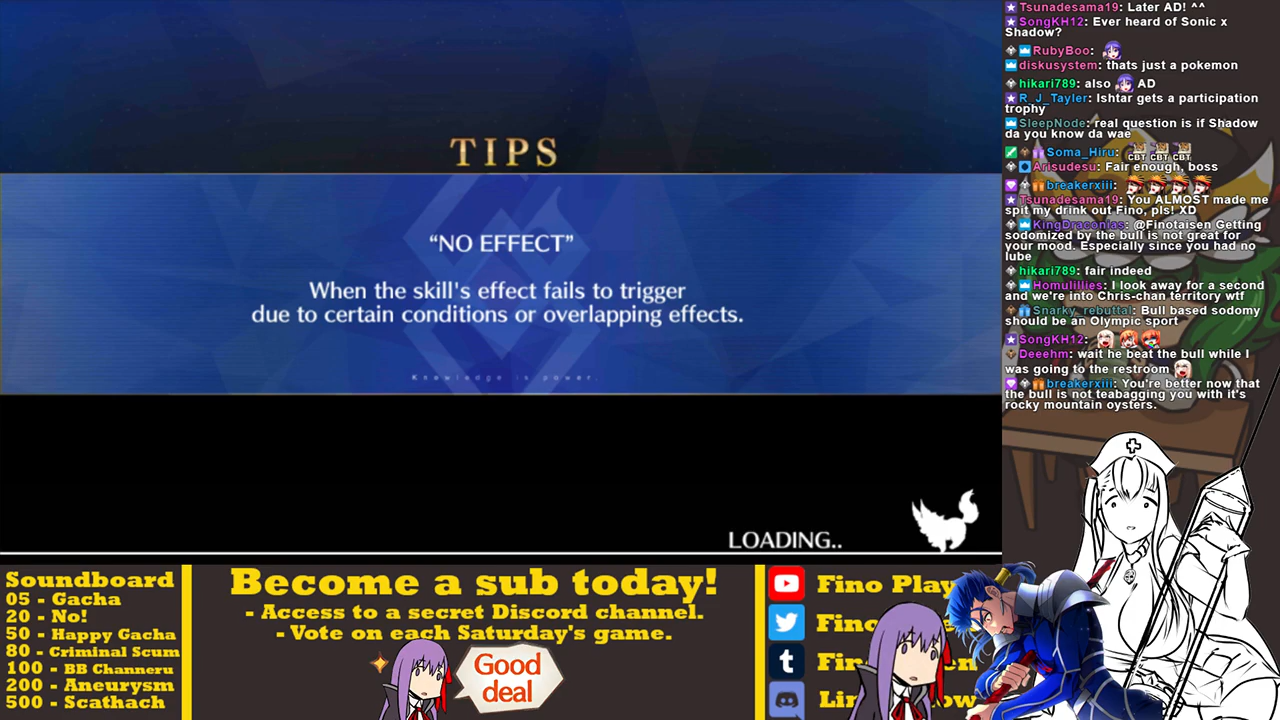 TIPS
“NO EFFECT”
When the skill's effect fails to trigger
due to certain conditions or overlapping effects.
Knowledge is power.
LOADING..
Tsunadesama19: Later AD! ^^
SongKH12: Ever heard of Sonic x
Shadow?
RubyBoo:
diskusystem: thats just a pokemon
hikari789: also AD
R_J_Tayler: Ishtar gets a participation
trophy
SleepNode: real question is if Shadow
da you know da wae
Soma_Hiru: CBT CBT CBT
Arisudesu: Fair enough, boss
breakerxiii:
Tsunadesama19: You ALMOST made me
spit my drink out Fino, pls! XD
KingDraconias: @Finotaisen Getting
sodomized by the bull is not great for
your mood. Especially since you had no
lube
hikari789: fair indeed
Homulillies: I look away for a second
and we're into Chris-chan territory wtf
Snarky_rebuttal: Bull based sodomy
should be an Olympic sport
SongKH12:
Deeehm: wait he beat the bull while I
was going to the restroom
breakerxiii: You're better now that
the bull is not teabagging you with it's
rocky mountain oysters.
Soundboard
05 - Gacha
20 - No!
50 - Happy Gacha
80 - Criminal Scum
100 - BB Channeru
200 - Aneurysm
500 - Scathach
Become a sub today!
- Access to a secret Discord channel.
- Vote on each Saturday's game.
Good
deal
Fino Play